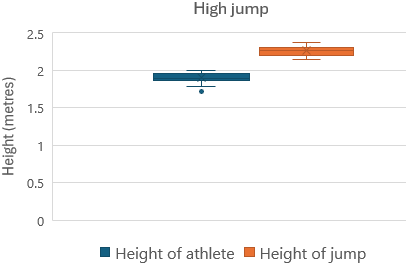 High jump
Height (metres)
2.5
2
1.5
1
0.5
0
Height of athlete
Height of jump